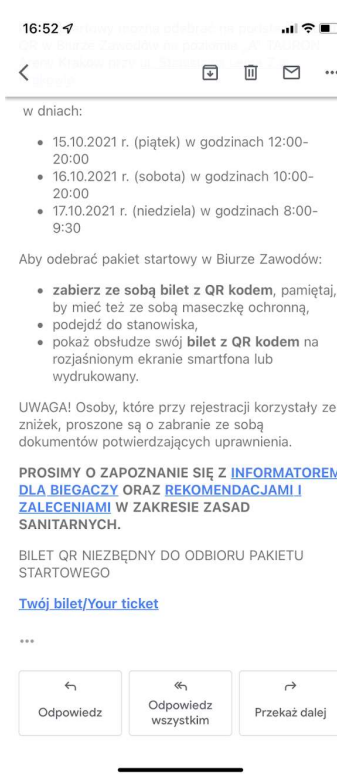 16:52
w dniach:
• 15.10.2021 r. (piątek) w godzinach 12:00-
20:00
• 16.10.2021 r. (sobota) w godzinach 10:00-
20:00
• 17.10.2021 r. (niedziela) w godzinach 8:00-
9:30
Aby odebrać pakiet startowy w Biurze Zawodów:
• zabierz ze sobą bilet z QR kodem, pamiętaj,
by mieć też ze sobą maseczkę ochronną,
• podejdź do stanowiska,
• pokaż obsłudze swój bilet z QR kodem na
rozjaśnionym ekranie smartfona lub
wydrukowany.
UWAGA! Osoby, które przy rejestracji korzystały ze
zniżek, proszone są o zabranie ze sobą
dokumentów potwierdzających uprawnienia.
PROSIMY O ZAPOZNANIE SIĘ Z INFORMATOREM
DLA BIEGACZY ORAZ REKOMENDACJAMI I
ZALECENIAMI W ZAKRESIE ZASAD
SANITARNYCH.
BILET QR NIEZBĘDNY DO ODBIORU PAKIETU
STARTOWEGO
Twój bilet/Your ticket
Odpowiedz
Odpowiedz
wszystkim
Przekaż dalej